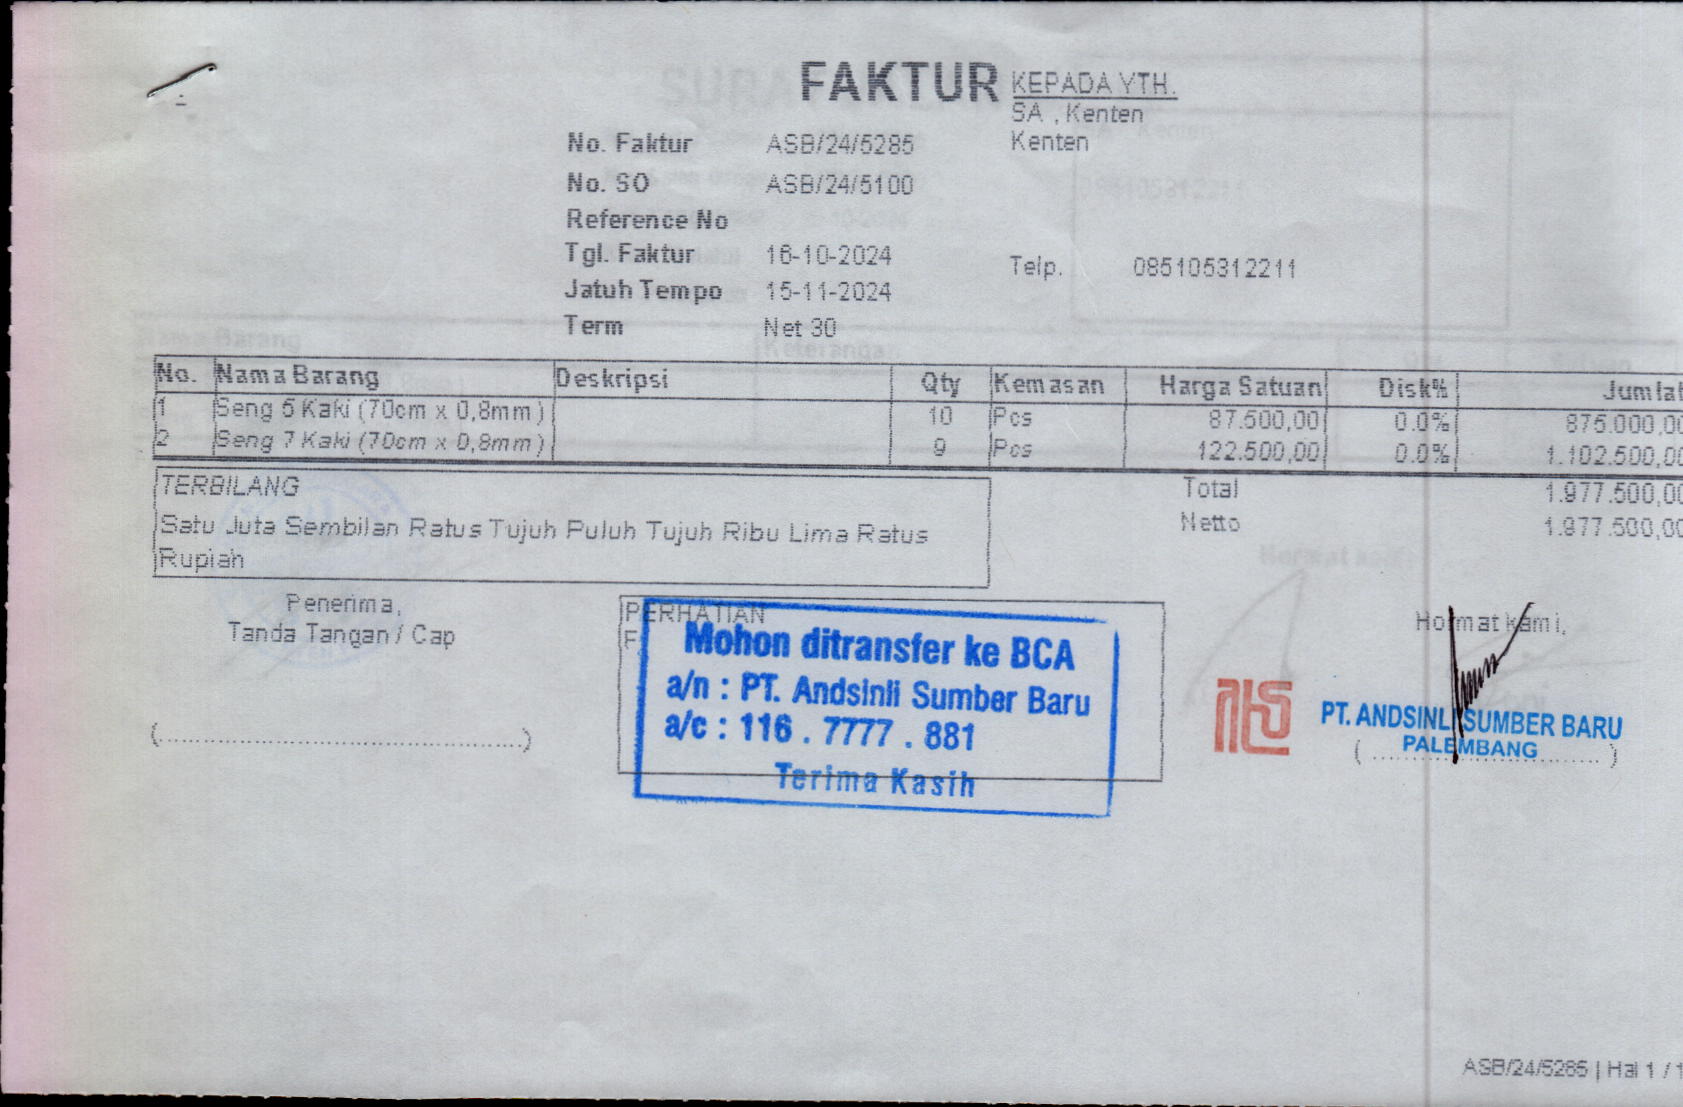 FAKTUR
KEPADA YTH.
SA , Kenten
Kenten
No. Faktur ASB/24/5285
No. SO ASB/24/5100
Reference No
Tgl. Faktur 16-10-2024
Telp. 085105312211
Jatuh Tempo 15-11-2024
Term Net 30
No. Nama Barang Deskripsi Qty Kemasan Harga Satuan Disk% Jumlah
1 Seng 5 Kaki (70cm x 0,8mm) 10 Pcs 87.500,00 0.0% 875.000,00
2 Seng 7 Kaki (70cm x 0,8mm) 9 Pcs 122.500,00 0.0% 1.102.500,00
TERBILANG
Satu Juta Sembilan Ratus Tujuh Puluh Tujuh Ribu Lima Ratus
Rupiah
Total 1.977.500,00
Netto 1.977.500,00
Penerima,
Tanda Tangan / Cap
(..............................................)
PERHATIAN
Mohon ditransfer ke BCA
a/n : PT. Andsinli Sumber Baru
a/c : 116 . 7777 . 881
Terima Kasih
Hormat kami,
PT. ANDSINLI SUMBER BARU
PALEMBANG
(..............................)
ASB/24/5285 | Hal 1 / 1